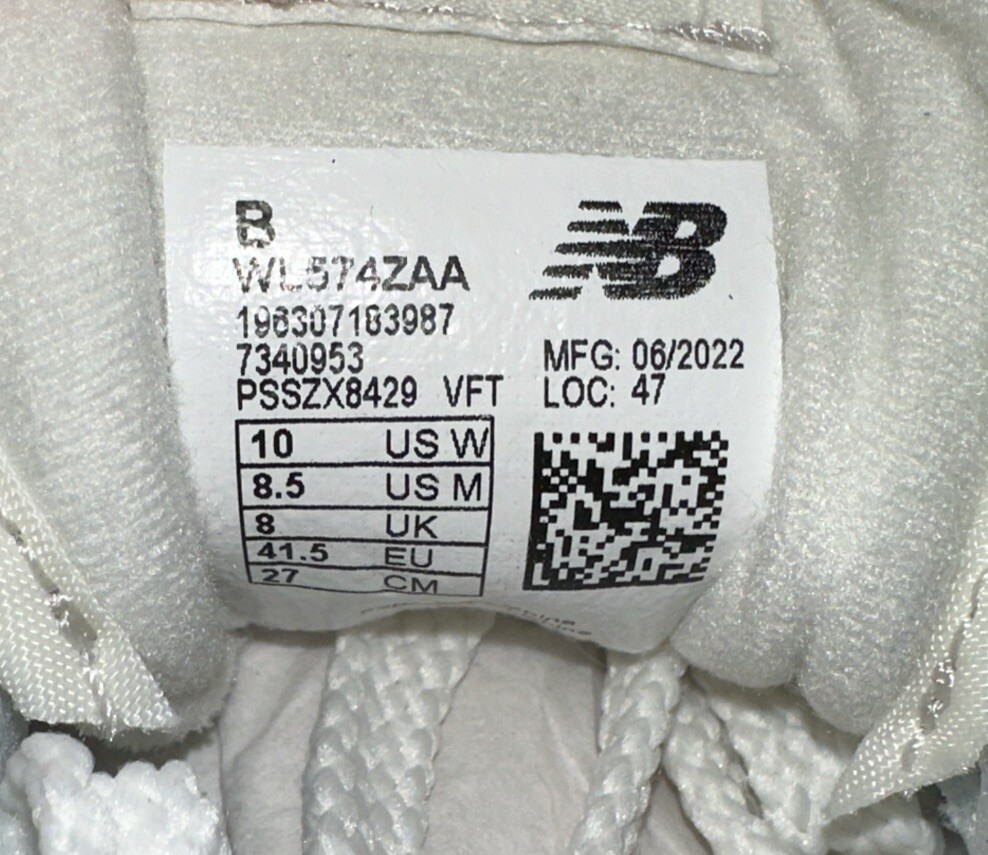 B
NB
WL574ZAA
196307183987
7340953
PSSZX8429 VFT
MFG: 06/2022
LOC: 47
10 US W
8.5 US M
8 UK
41.5 EU
27 CM